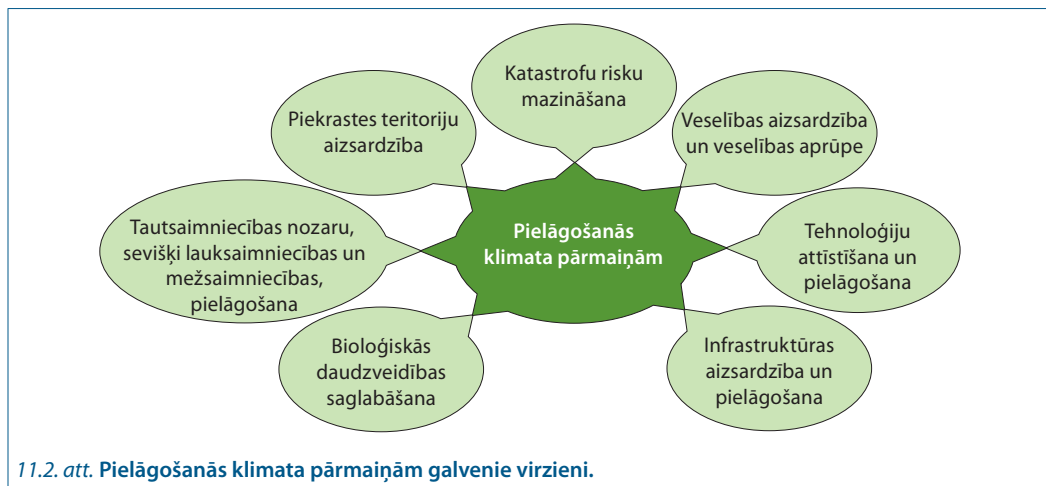 Katastrofu risku
mazināšana
Piekrastes teritoriju
aizsardzība
Veselības aizsardzība
un veselības aprūpe
Tautsaimniecības nozaru,
sevišķi lauksaimniecības un
mežsaimniecības,
pielāgošana
Pielāgošanās
klimata pārmaiņām
Tehnoloģiju
attīstīšana un
pielāgošana
Bioloģiskās
daudzveidības
saglabāšana
Infrastruktūras
aizsardzība un
pielāgošana
11.2. att. Pielāgošanās klimata pārmaiņām galvenie virzieni.